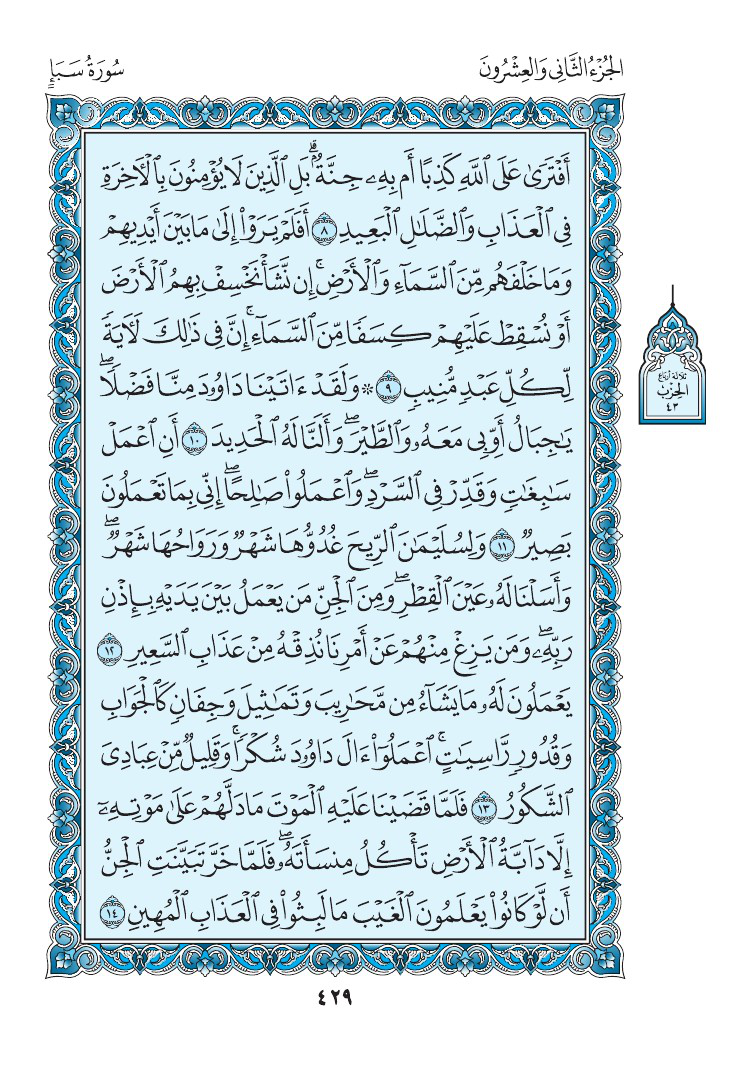 الجُزْءُ الثَّانِي وَالعِشْرُونَ
سُورَةُ سَبَإٍ
أَفْتَرَىٰ عَلَى ٱللَّهِ كَذِبًا أَم بِهِۦ جِنَّةٌۢۗ بَلِ ٱلَّذِينَ لَا يُؤْمِنُونَ بِٱلْأَخِرَةِ
فِي ٱلْعَذَابِ وَٱلضَّلَٰلِ ٱلْبَعِيدِ ٨ أَفَلَمْ يَرَوْا۟ إِلَىٰ مَا بَيْنَ أَيْدِيهِمْ
وَمَا خَلْفَهُم مِّنَ ٱلسَّمَآءِ وَٱلْأَرْضِۚ إِن نَّشَأْ نَخْسِفْ بِهِمُ ٱلْأَرْضَ
أَوْ نُسْقِطْ عَلَيْهِمْ كِسَفًا مِّنَ ٱلسَّمَآءِۚ إِنَّ فِي ذَٰلِكَ لَأٓيَةً
لِّكُلِّ عَبْدٍ مُّنِيبٍ ٩ ۞ وَلَقَدْ ءَاتَيْنَا دَاوُۥدَ مِنَّا فَضْلًاۖ
يَٰجِبَالُ أَوِّبِي مَعَهُۥ وَٱلطَّيْرَۖ وَأَلَنَّا لَهُ ٱلْحَدِيدَ ١٠ أَنِ ٱعْمَلْ
سَٰبِغَٰتٍ وَقَدِّرْ فِي ٱلسَّرْدِۖ وَٱعْمَلُوا۟ صَٰلِحًاۖ إِنِّي بِمَا تَعْمَلُونَ
بَصِيرٌ ١١ وَلِسُلَيْمَٰنَ ٱلرِّيحَ غُدُوُّهَا شَهْرٌ وَرَوَاحُهَا شَهْرٌۖ
وَأَسَلْنَا لَهُۥ عَيْنَ ٱلْقِطْرِۖ وَمِنَ ٱلْجِنِّ مَن يَعْمَلُ بَيْنَ يَدَيْهِ بِإِذْنِ
رَبِّهِۦۖ وَمَن يَزِغْ مِنْهُمْ عَنْ أَمْرِنَا نُذِقْهُ مِنْ عَذَابِ ٱلسَّعِيرِ ١٢
يَعْمَلُونَ لَهُۥ مَا يَشَآءُ مِن مَّحَٰرِيبَ وَتَمَٰثِيلَ وَجِفَانٍ كَٱلْجَوَابِ
وَقُدُورٍ رَّاسِيَٰتٍۚ ٱعْمَلُوٓا۟ ءَالَ دَاوُۥدَ شُكْرًاۚ وَقَلِيلٌ مِّنْ عِبَادِيَ
ٱلشَّكُورُ ١٣ فَلَمَّا قَضَيْنَا عَلَيْهِ ٱلْمَوْتَ مَا دَلَّهُمْ عَلَىٰ مَوْتِهِۦٓ
إِلَّا دَآبَّةُ ٱلْأَرْضِ تَأْكُلُ مِنسَأَتَهُۥۖ فَلَمَّا خَرَّ تَبَيَّنَتِ ٱلْجِنُّ
أَن لَّوْ كَانُوا۟ يَعْلَمُونَ ٱلْغَيْبَ مَا لَبِثُوا۟ فِي ٱلْعَذَابِ ٱلْمُهِينِ ١٤
ثلاثة أرباع
الحزب
٤٣
٤٢٩